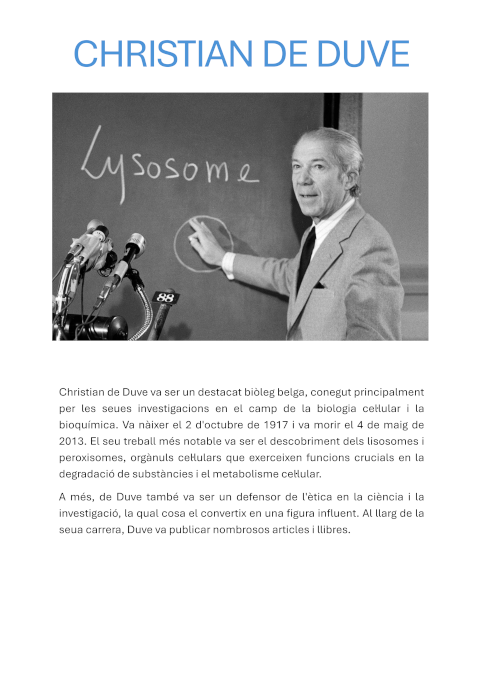 CHRISTIAN DE DUVE
Lysosome
88
Christian de Duve va ser un destacat biòleg belga, conegut principalment
per les seues investigacions en el camp de la biologia cel·lular i la
bioquímica. Va nàixer el 2 d'octubre de 1917 i va morir el 4 de maig de
2013. El seu treball més notable va ser el descobriment dels lisosomes i
peroxisomes, orgànuls cel·lulars que exerceixen funcions crucials en la
degradació de substàncies i el metabolisme cel·lular.
A més, de Duve també va ser un defensor de l'ètica en la ciència i la
investigació, la qual cosa el convertix en una figura influent. Al llarg de la
seua carrera, Duve va publicar nombrosos articles i llibres.